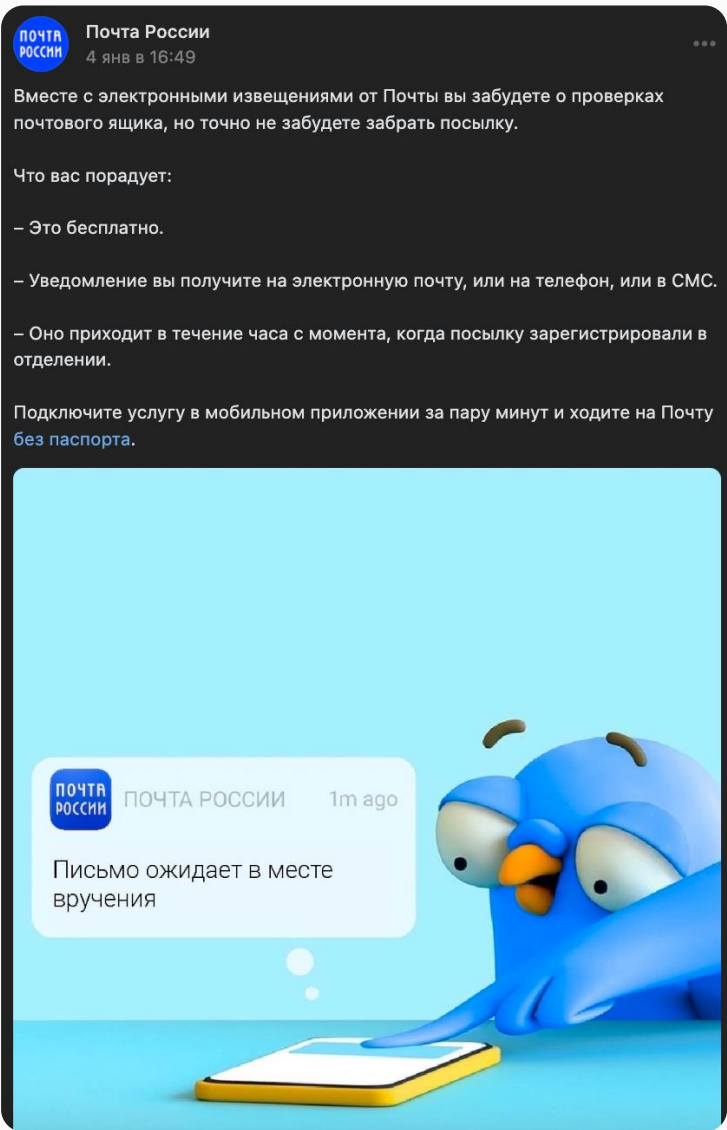 ПОЧТА
РОССИИ
Почта России
4 янв в 16:49
Вместе с электронными извещениями от Почты вы забудете о проверках
почтового ящика, но точно не забудете забрать посылку.
Что вас порадует:
– Это бесплатно.
– Уведомление вы получите на электронную почту, или на телефон, или в СМС.
– Оно приходит в течение часа с момента, когда посылку зарегистрировали в
отделении.
Подключите услугу в мобильном приложении за пару минут и ходите на Почту
без паспорта.
ПОЧТА
РОССИИ
ПОЧТА РОССИИ 1m ago
Письмо ожидает в месте
вручения